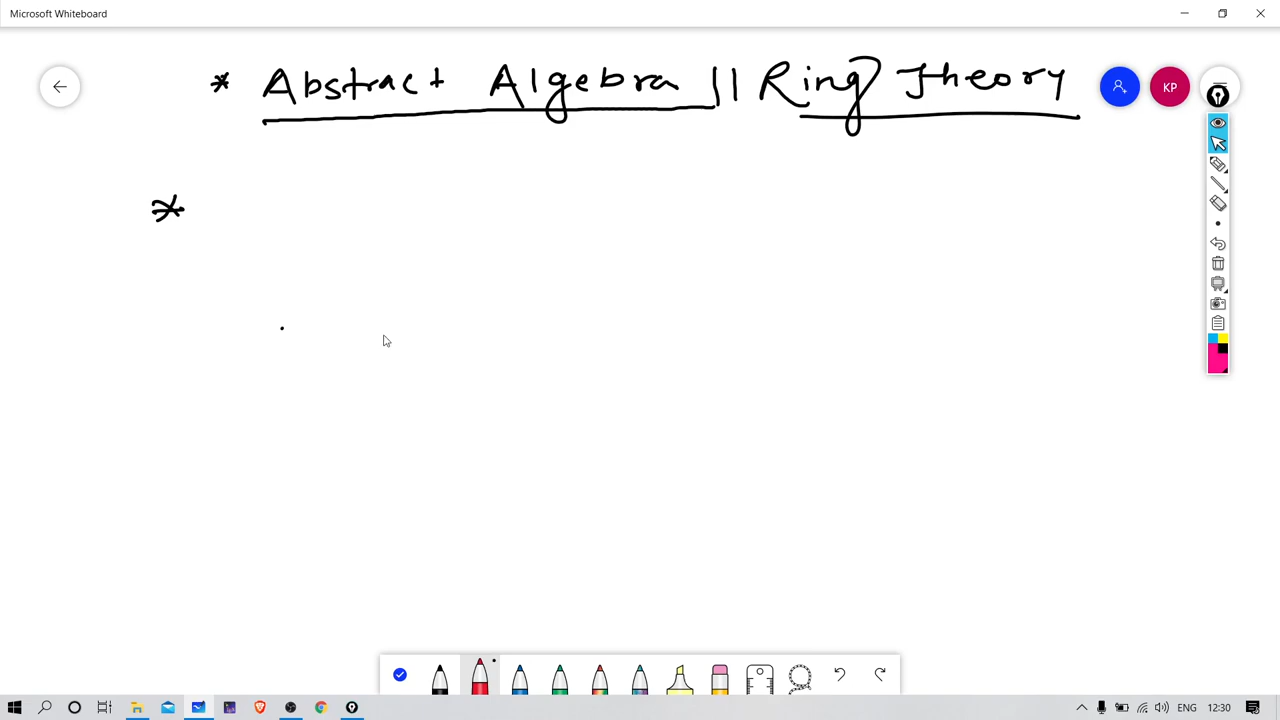 Microsoft Whiteboard
* Abstract Algebra || Ring Theory
KP
*
ENG 12:30